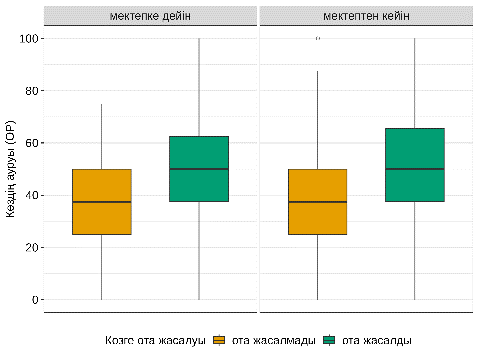 мектепке дейін
мектептен кейін
100
80
60
40
20
0
Көздің ауруы (OP)
Көзге ота жасалуы
ота жасалмады
ота жасалды